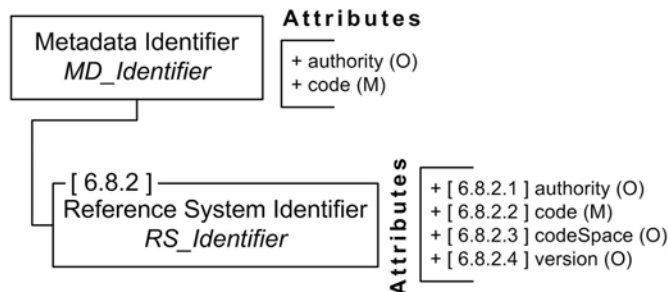 Attributes
Metadata Identifier
MD_Identifier
+ authority (O)
+ code (M)
[ 6.8.2 ]
Reference System Identifier
RS_Identifier
Attributes
+ [ 6.8.2.1 ] authority (O)
+ [ 6.8.2.2 ] code (M)
+ [ 6.8.2.3 ] codeSpace (O)
+ [ 6.8.2.4 ] version (O)